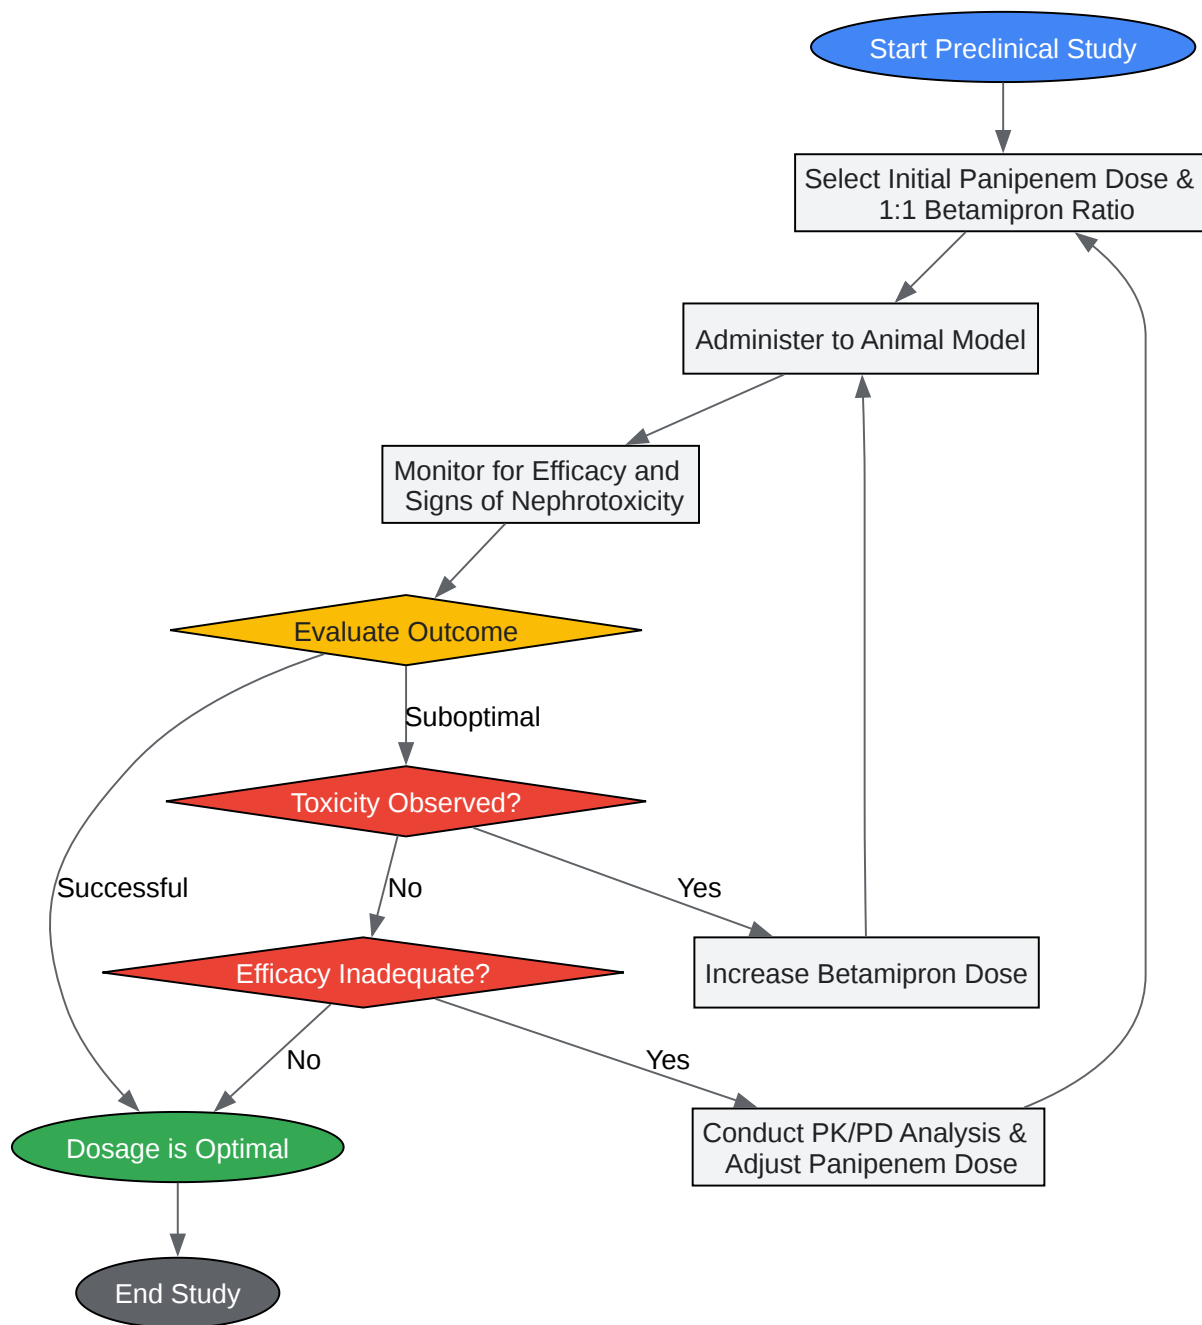 Start Preclinical Study
Select Initial Panipenem Dose &
1:1 Betamipron Ratio
Administer to Animal Model
Monitor for Efficacy and
Signs of Nephrotoxicity
Evaluate Outcome
Suboptimal
Toxicity Observed?
Successful
No
Yes
Efficacy Inadequate?
Increase Betamipron Dose
No
Yes
Conduct PK/PD Analysis &
Adjust Panipenem Dose
Dosage is Optimal
End Study